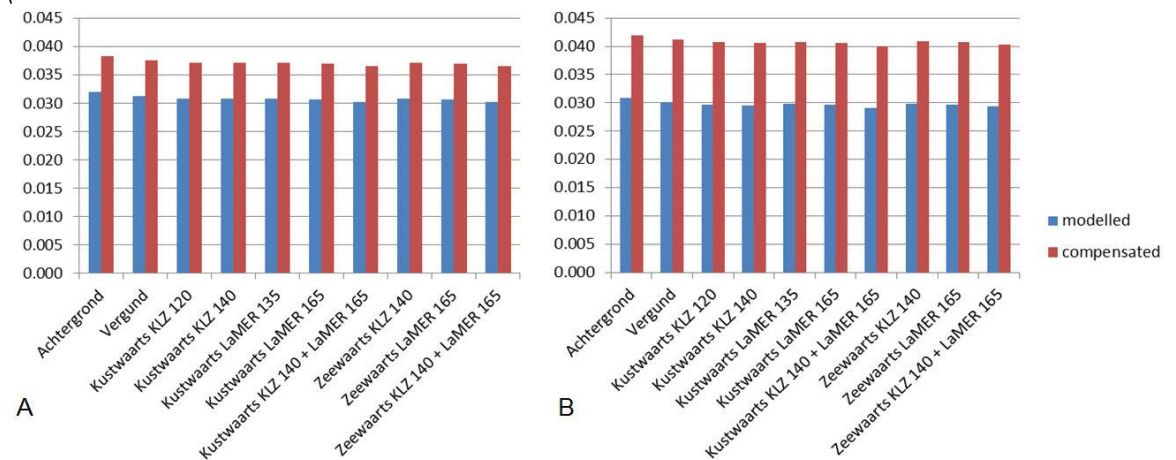 0.045
0.040
0.035
0.030
0.025
0.020
0.015
0.010
0.005
0.000
Achtergrond
Vergund
Kustwaarts KLZ 120
Kustwaarts KLZ 140
Kustwaarts LaMER 135
Kustwaarts LaMER 165
Kustwaarts KLZ 140 + LaMER 165
Zeewaarts KLZ 140
Zeewaarts LaMER 165
Zeewaarts KLZ 140 + LaMER 165
A
0.045
0.040
0.035
0.030
0.025
0.020
0.015
0.010
0.005
0.000
Achtergrond
Vergund
Kustwaarts KLZ 120
Kustwaarts KLZ 140
Kustwaarts LaMER 135
Kustwaarts LaMER 165
Kustwaarts KLZ 140 + LaMER 165
Zeewaarts KLZ 140
Zeewaarts LaMER 165
Zeewaarts KLZ 140 + LaMER 165
B
modelled
compensated